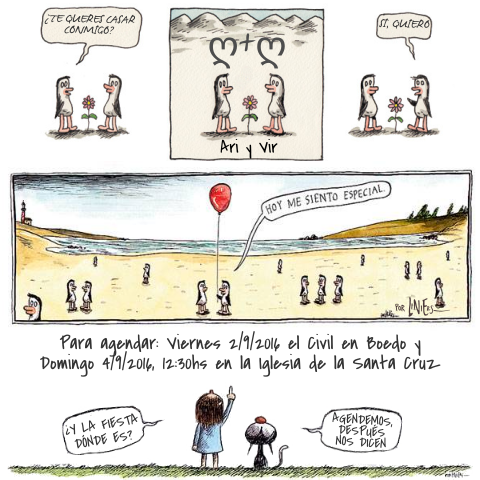 ¿TE QUERES CASAR
CONMIGO?
ღ+ღ
SI, QUIERO
Ari y Vir
HOY ME SIENTO ESPECIAL.
POR LINIERS
Para agendar: Viernes 2/9/2016 el Civil en Boedo y
Domingo 4/9/2016, 12:30hs en la Iglesia de la Santa Cruz
¿Y LA FIESTA
DÓNDE ES?
AGENDEMOS,
DESPUÉS
NOS DICEN